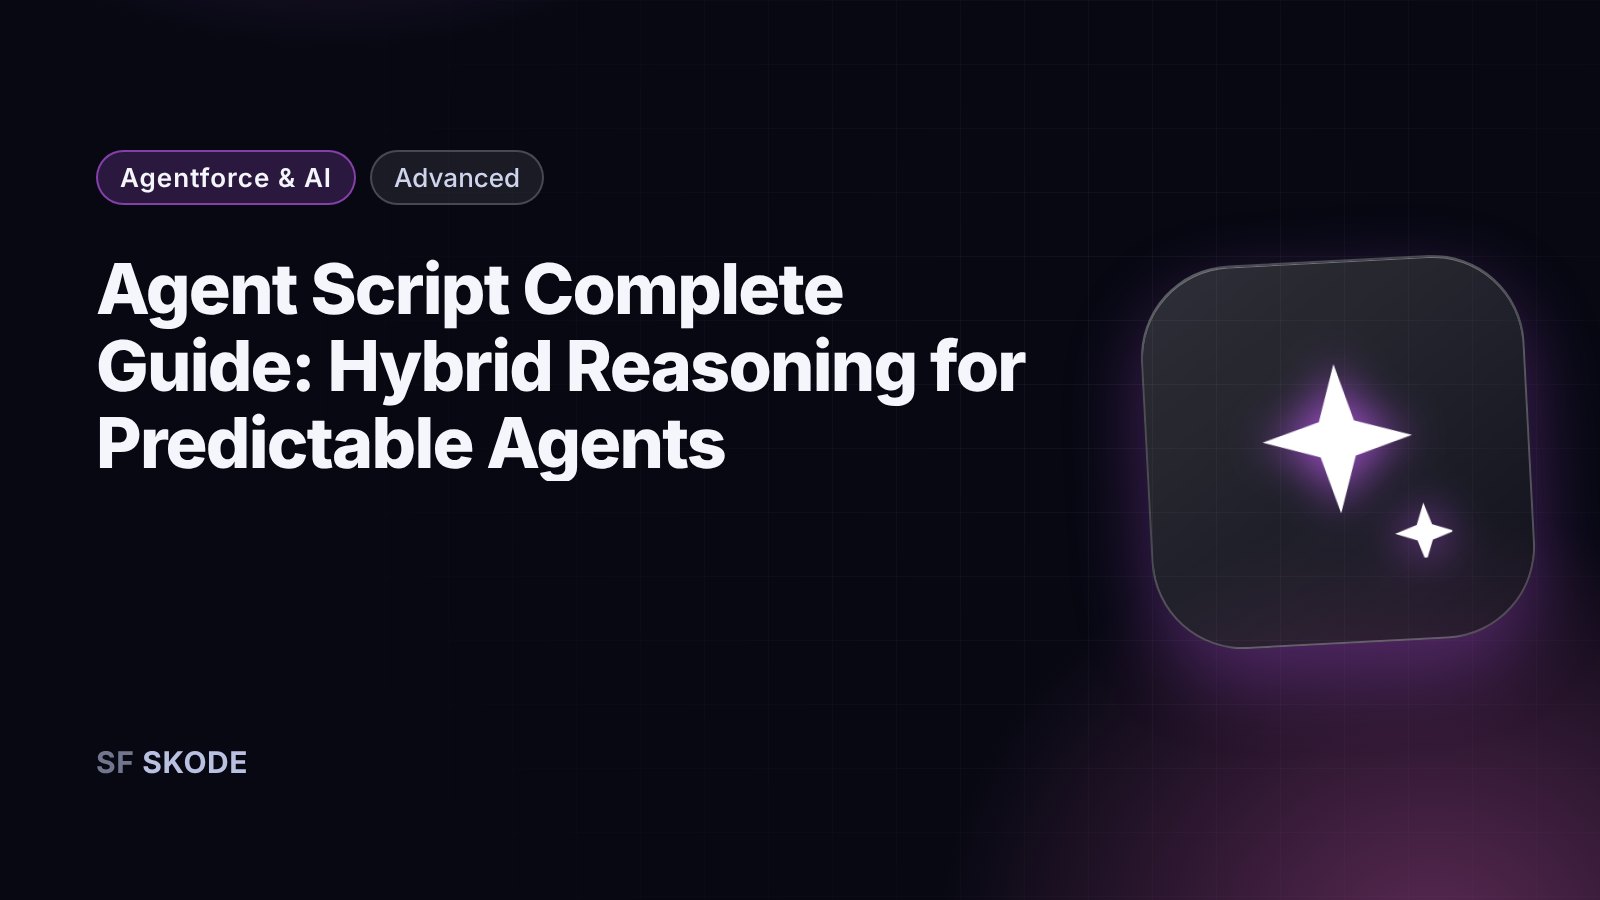 Agentforce & AI
Advanced
Agent Script Complete
Guide: Hybrid Reasoning for
Predictable Agents
SF SKODE